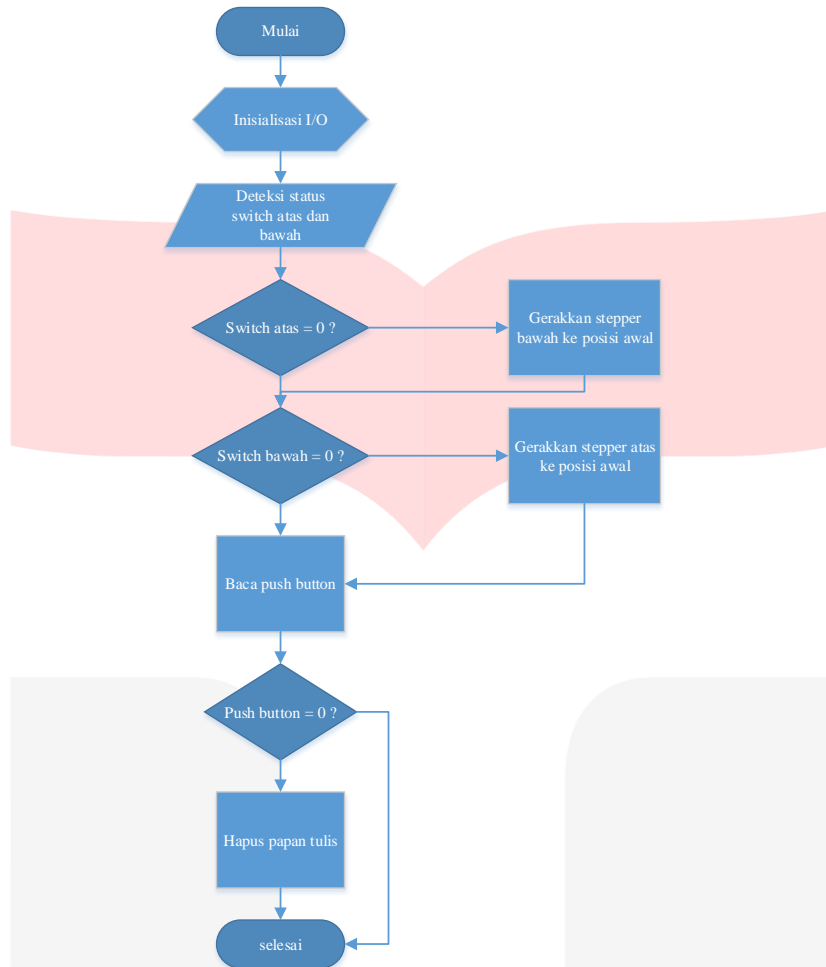 Mulai
Inisialisasi I/O
Deteksi status
switch atas dan
bawah
Switch atas = 0 ?
Gerakkan stepper
bawah ke posisi awal
Switch bawah = 0 ?
Gerakkan stepper atas
ke posisi awal
Baca push button
Push button = 0 ?
Hapus papan tulis
selesai